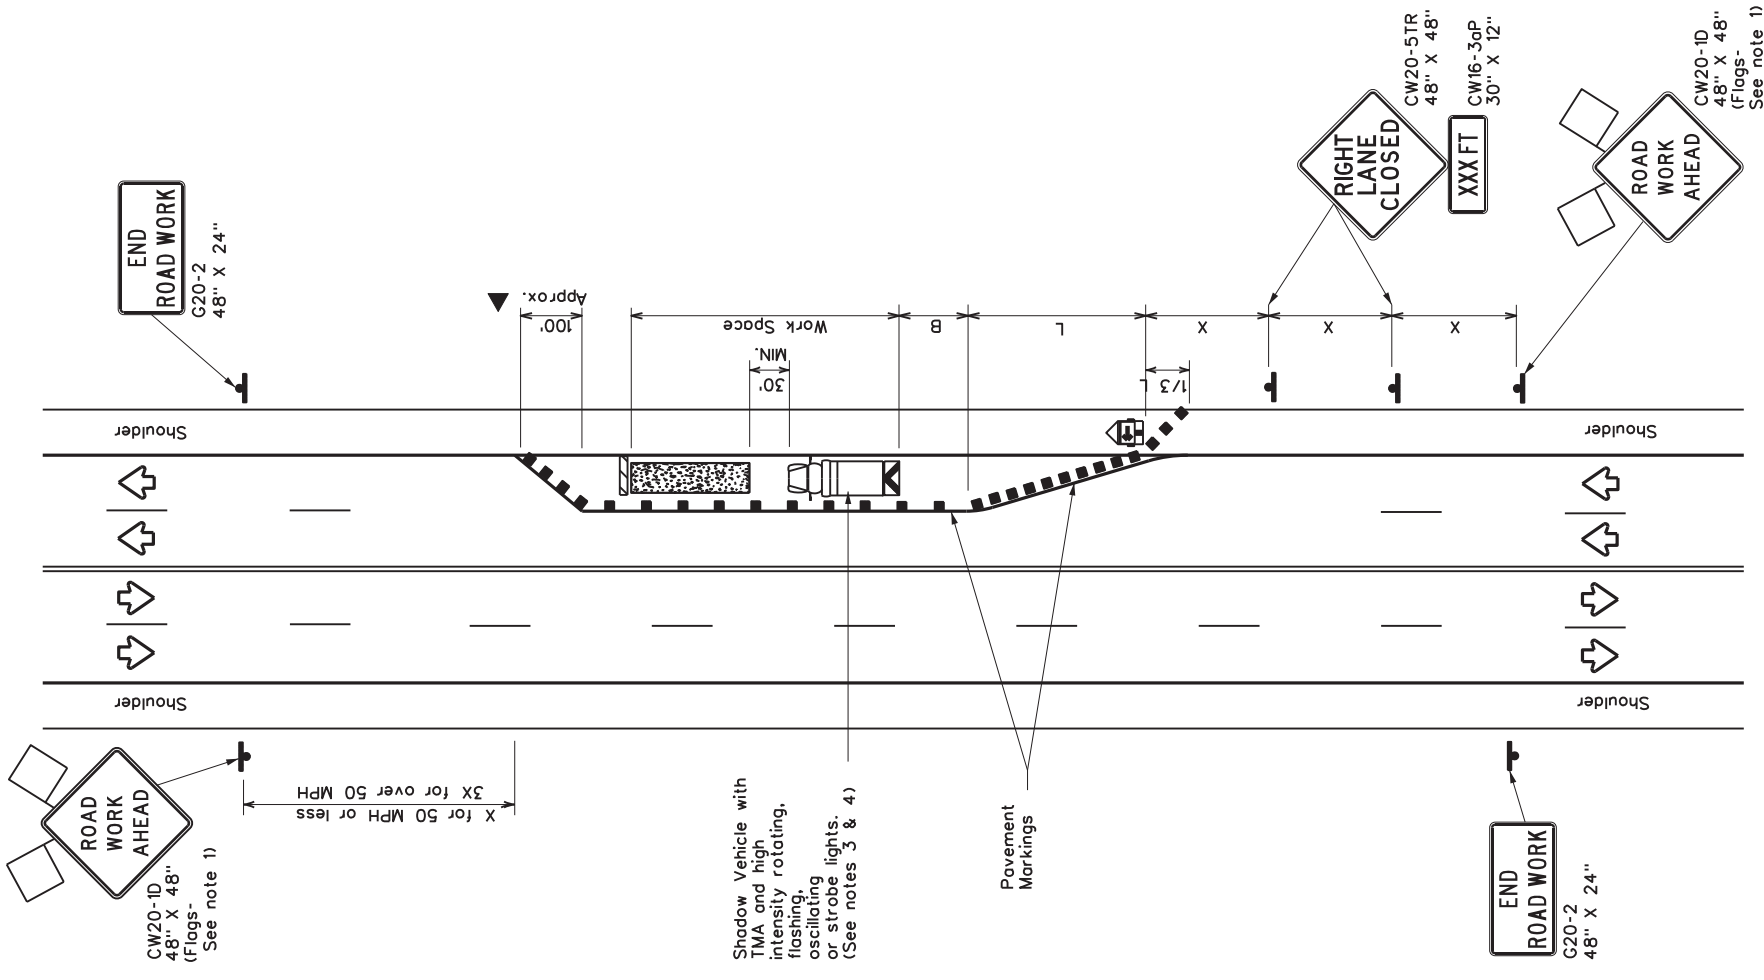 END
ROAD WORK
G20-2
48" X 24"
Shoulder
100'
Approx.
Work Space
30'
MIN.
B
L
1/3 L
X
X
X
RIGHT
LANE
CLOSED
XXX FT
CW20-5TR
48" X 48"
CW16-3aP
30" X 12"
ROAD
WORK
AHEAD
CW20-1D
48" X 48"
(Flags-
See note 1)
Shoulder
Shoulder
Shoulder
ROAD
WORK
AHEAD
CW20-1D
48" X 48"
(Flags-
See note 1)
X for 50 MPH or less
3X for over 50 MPH
Shadow Vehicle with
TMA and high
intensity rotating,
flashing,
oscillating
or strobe lights.
(See notes 3 & 4)
Pavement
Markings
END
ROAD WORK
G20-2
48" X 24"